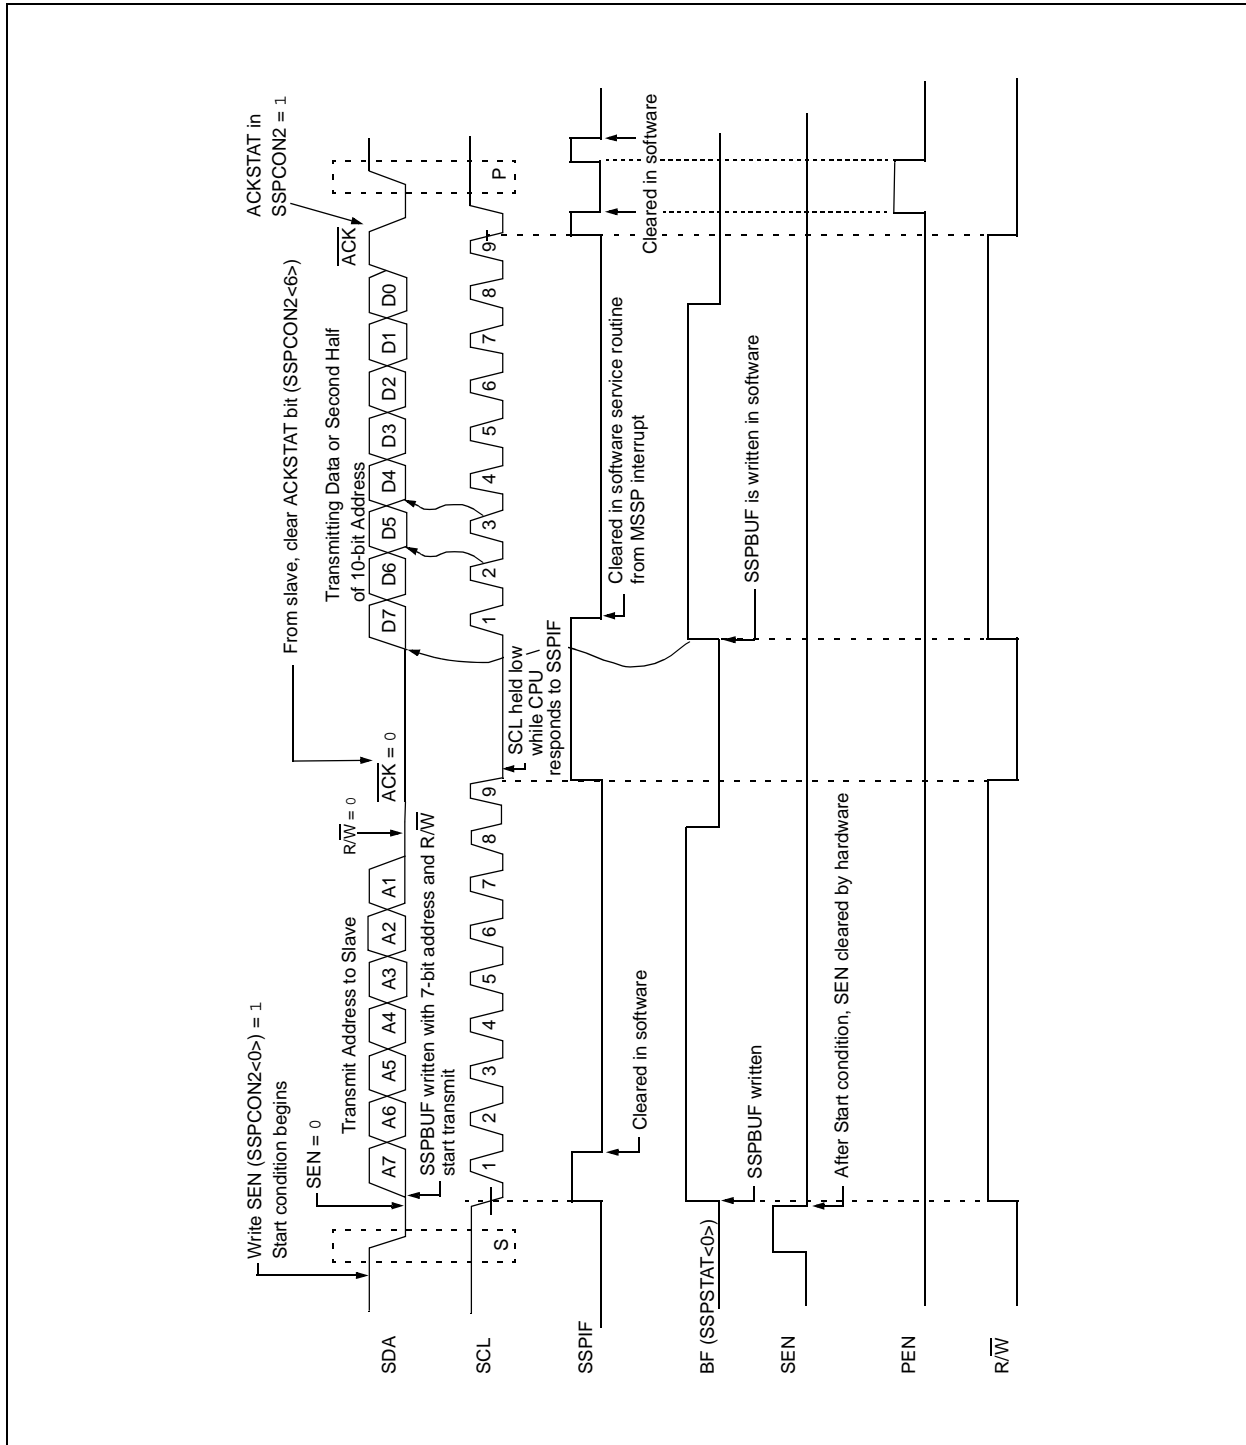 Write SEN (SSPCON2<0>) = 1
Start condition begins
SEN = 0
Transmit Address to Slave
R/W = 0
From slave, clear ACKSTAT bit (SSPCON2<6>)
ACK = 0
Transmitting Data or Second Half
of 10-bit Address
ACK
ACKSTAT in
SSPCON2 = 1
SDA
A7 A6 A5 A4 A3 A2 A1
D7 D6 D5 D4 D3 D2 D1 D0
SSPBUF written with 7-bit address and R/W
start transmit
SCL
S
1 2 3 4 5 6 7 8 9
1 2 3 4 5 6 7 8 9
P
SCL held low
while CPU
responds to SSPIF
SSPIF
Cleared in software
Cleared in software service routine
from MSSP interrupt
Cleared in software
Cleared in software
BF (SSPSTAT<0>)
SSPBUF written
SSPBUF is written in software
SEN
After Start condition, SEN cleared by hardware
PEN
R/W